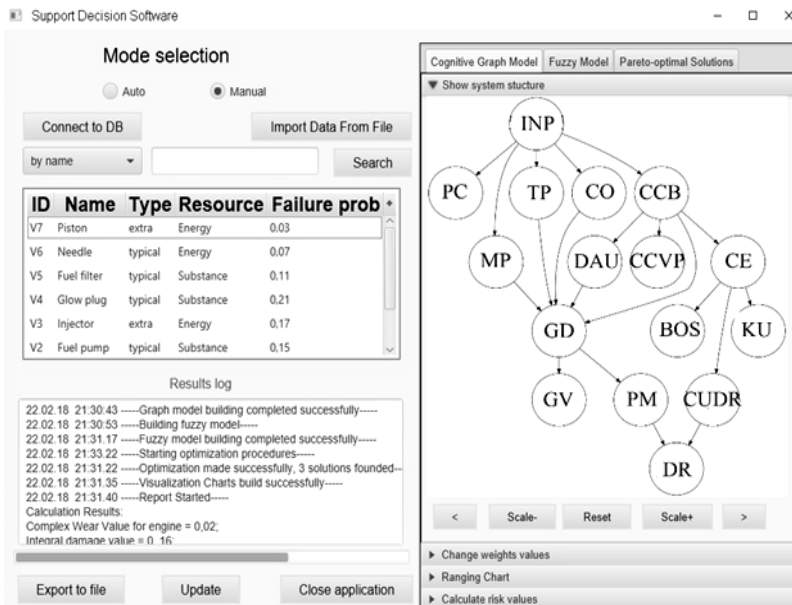 Support Decision Software
Mode selection
Auto
Manual
Connect to DB
Import Data From File
by name
Search
ID Name Type Resource Failure prob
V7 Piston extra Energy 0,03
V6 Needle typical Energy 0,07
V5 Fuel filter typical Substance 0,11
V4 Glow plug typical Substance 0,21
V3 Injector extra Energy 0,17
V2 Fuel pump typical Substance 0,15
Results log
22.02.18 21:30:43 -----Graph model building completed successfully-----
22.02.18 21:30:53 -----Building fuzzy model-----
22.02.18 21:31.17 -----Fuzzy model building completed successfully-----
22.02.18 21:33.22 -----Starting optimization procedures-----
22.02.18 21:31.22 -----Optimization made successfully, 3 solutions founded--
22.02.18 21:31.35 -----Visualization Charts build successfully-----
22.02.18 21:31.40 -----Report Started-----
Calculation Results:
Complex Wear Value for engine = 0,02;
Integral damage value = 0,16;
Export to file
Update
Close application
Cognitive Graph Model
Fuzzy Model
Pareto-optimal Solutions
Show system stucture
INP
PC
TP
CO
CCB
MP
DAU
CCVP
CE
GD
BOS
KU
GV
PM
CUDR
DR
<
Scale-
Reset
Scale+
>
Change weights values
Ranging Chart
Calculate risk values